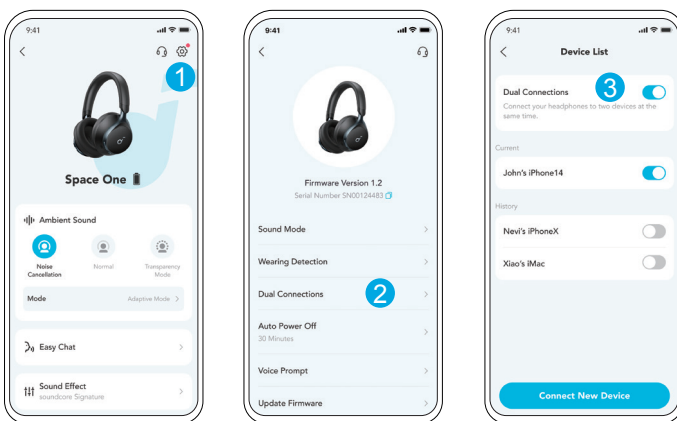 9:41
1
Space One
Ambient Sound
Noise Cancellation
Normal
Transparency Mode
Mode
Adaptive Mode
Easy Chat
Sound Effect
soundcore Signature
9:41
Firmware Version 1.2
Serial Number SN00124483
Sound Mode
Wearing Detection
Dual Connections
2
Auto Power Off
30 Minutes
Voice Prompt
Update Firmware
9:41
Device List
Dual Connections
3
Connect your headphones to two devices at the
same time.
Current
John's iPhone14
History
Nevi's iPhoneX
Xiao's iMac
Connect New Device